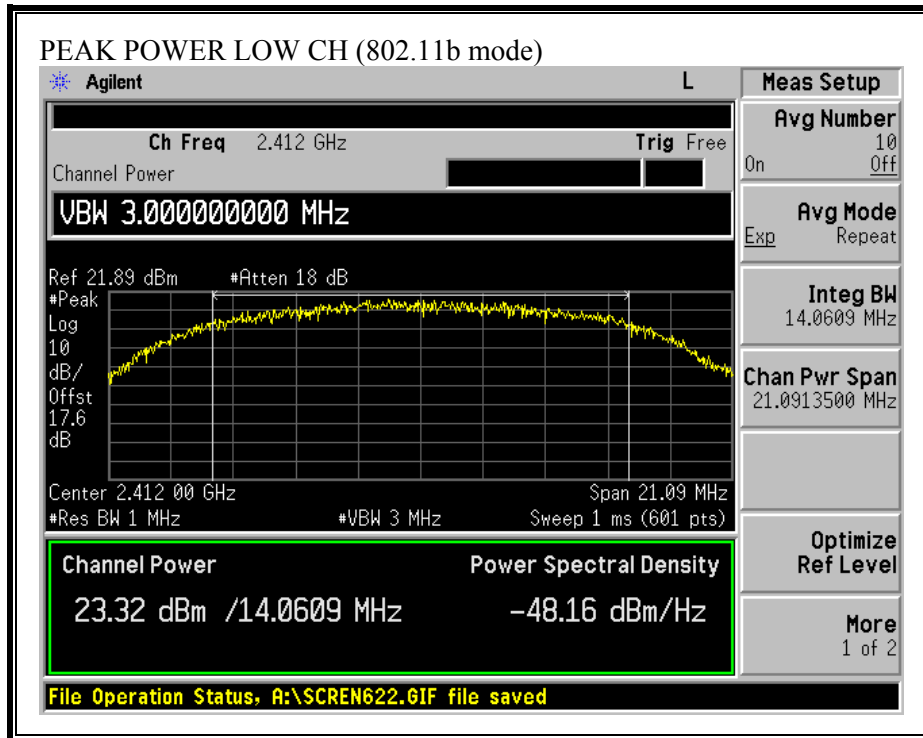 PEAK POWER LOW CH (802.11b mode)
Agilent L
Ch Freq 2.412 GHz Trig Free
Channel Power
VBW 3.000000000 MHz
Ref 21.89 dBm #Atten 18 dB
#Peak
Log
10
dB/
Offst
17.6
dB
Center 2.412 00 GHz Span 21.09 MHz
#Res BW 1 MHz #VBW 3 MHz Sweep 1 ms (601 pts)
Channel Power Power Spectral Density
23.32 dBm /14.0609 MHz -48.16 dBm/Hz
File Operation Status, A:\SCREN622.GIF file saved
Meas Setup
Avg Number
10
On Off
Avg Mode
Exp Repeat
Integ BW
14.0609 MHz
Chan Pwr Span
21.0913500 MHz
Optimize
Ref Level
More
1 of 2